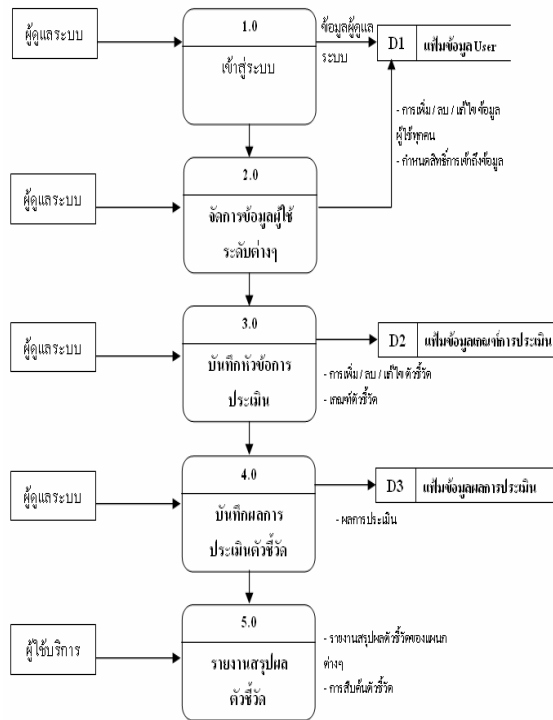 ผู้ดูแลระบบ
1.0
เข้าสู่ระบบ
ข้อมูลผู้ดูแล
ระบบ
D1 แฟ้มข้อมูล User
- การเพิ่ม / ลบ / แก้ไข ข้อมูล
ผู้ใช้ทุกคน
- กำหนดสิทธิ์การเข้าถึงข้อมูล
ผู้ดูแลระบบ
2.0
จัดการข้อมูลผู้ใช้
ระดับต่างๆ
ผู้ดูแลระบบ
3.0
บันทึกหัวข้อการ
ประเมิน
D2 แฟ้มข้อมูลเกณฑ์การประเมิน
- การเพิ่ม / ลบ / แก้ไข ตัวชี้วัด
- เกณฑ์ตัวชี้วัด
ผู้ดูแลระบบ
4.0
บันทึกผลการ
ประเมินตัวชี้วัด
D3 แฟ้มข้อมูลผลการประเมิน
- ผลการประเมิน
ผู้ใช้บริการ
5.0
รายงานสรุปผล
ตัวชี้วัด
- รายงานสรุปผลตัวชี้วัดของแผนก
ต่างๆ
- การสืบค้นตัวชี้วัด